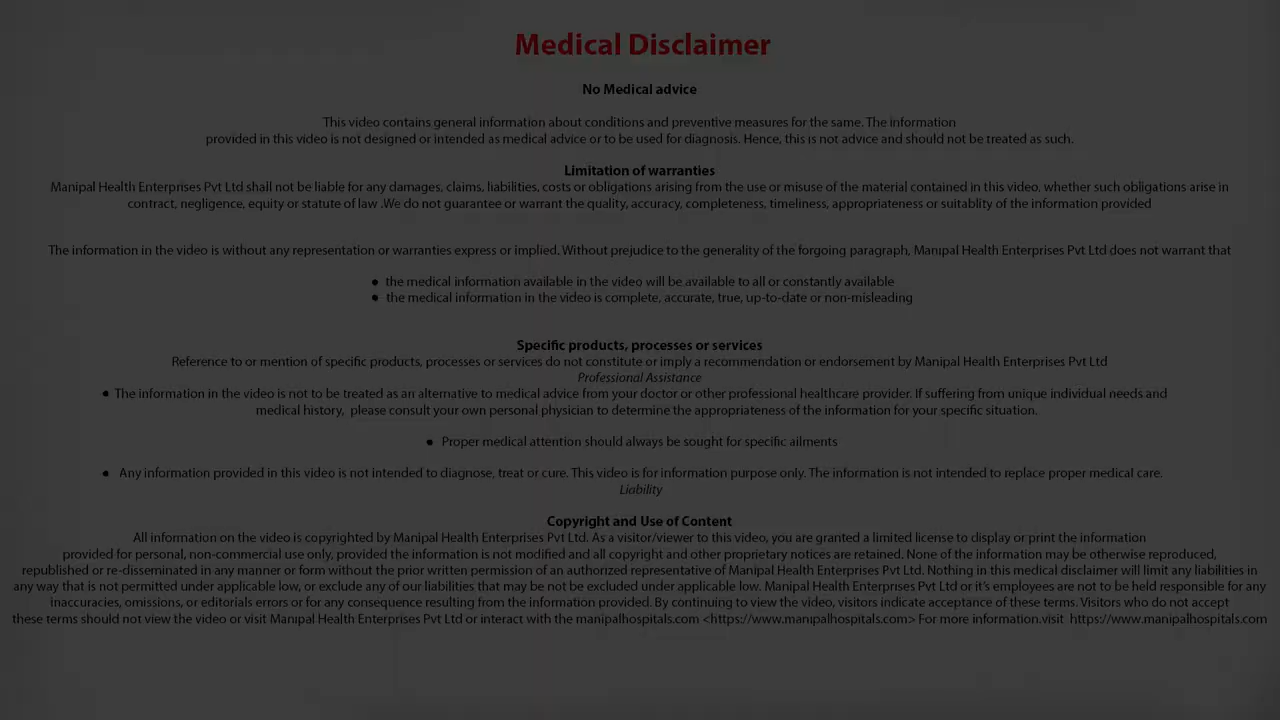 Medical Disclaimer
No Medical advice
This video contains general information about conditions and preventive measures for the same. The information
provided in this video is not designed or intended as medical advice or to be used for diagnosis. Hence, this is not advice and should not be treated as such.
Limitation of warranties
Manipal Health Enterprises Pvt Ltd shall not be liable for any damages, claims, liabilities, costs or obligations arising from the use or misuse of the material contained in this video, whether such obligations arise in
contract, negligence, equity or statute of law .We do not guarantee or warrant the quality, accuracy, completeness, timeliness, appropriateness or suitablity of the information provided
The information in the video is without any representation or warranties express or implied. Without prejudice to the generality of the forgoing paragraph, Manipal Health Enterprises Pvt Ltd does not warrant that
● the medical information available in the video will be available to all or constantly available
● the medical information in the video is complete, accurate, true, up-to-date or non-misleading
Specific products, processes or services
Reference to or mention of specific products, processes or services do not constitute or imply a recommendation or endorsement by Manipal Health Enterprises Pvt Ltd
Professional Assistance
● The information in the video is not to be treated as an alternative to medical advice from your doctor or other professional healthcare provider. If suffering from unique individual needs and
medical history, please consult your own personal physician to determine the appropriateness of the information for your specific situation.
● Proper medical attention should always be sought for specific ailments
● Any information provided in this video is not intended to diagnose, treat or cure. This video is for information purpose only. The information is not intended to replace proper medical care.
Liability
Copyright and Use of Content
All information on the video is copyrighted by Manipal Health Enterprises Pvt Ltd. As a visitor/viewer to this video, you are granted a limited license to display or print the information
provided for personal, non-commercial use only, provided the information is not modified and all copyright and other proprietary notices are retained. None of the information may be otherwise reproduced,
republished or re-disseminated in any manner or form without the prior written permission of an authorized representative of Manipal Health Enterprises Pvt Ltd. Nothing in this medical disclaimer will limit any liabilities in
any way that is not permitted under applicable low, or exclude any of our liabilities that may be not be excluded under applicable low. Manipal Health Enterprises Pvt Ltd or it's employees are not to be held responsible for any
inaccuracies, omissions, or editorials errors or for any consequence resulting from the information provided. By continuing to view the video, visitors indicate acceptance of these terms. Visitors who do not accept
these terms should not view the video or visit Manipal Health Enterprises Pvt Ltd or interact with the manipalhospitals.com <https://www.manipalhospitals.com> For more information.visit https://www.manipalhospitals.com